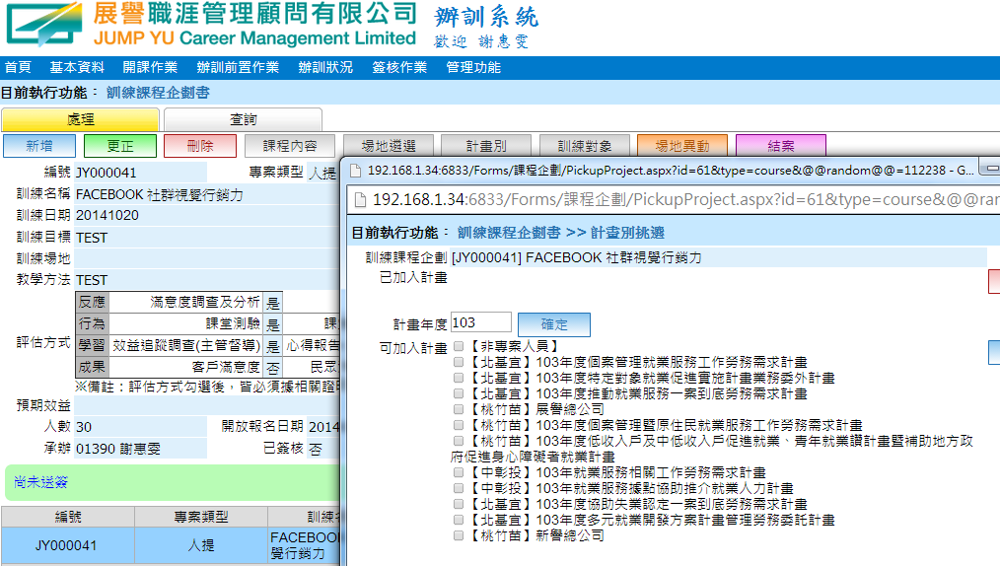 展譽職涯管理顧問有限公司
JUMP YU Career Management Limited
辦訓系統
歡迎 謝惠雯
首頁 基本資料 開課作業 辦訓前置作業 辦訓狀況 簽核作業 管理功能
目前執行功能： 訓練課程企劃書
處理 查詢
新增 更正 刪除 課程內容 場地遴選 計畫別 訓練對象 場地異動 結案
編號 JY000041 專案類型 人提
訓練名稱 FACEBOOK 社群視覺行銷力
訓練日期 20141020
訓練目標 TEST
訓練場地
教學方法 TEST
評估方式
反應 滿意度調查及分析 是
行為 課堂測驗 是
學習 效益追蹤調查(主管督導) 是 心得報告
成果 客戶滿意度 否
※備註：評估方式勾選後，皆必須據相關證
預期效益
人數 30 開放報名日期 2014
承辦 01390 謝惠雯 已簽核 否
尚未送簽
編號 專案類型 訓練
JY000041 人提 FACEBOO
覺行銷力
192.168.1.34:6833/Forms/課程企劃/PickupProject.aspx?id=61&type=course&@@random@@=112238 - G...
192.168.1.34:6833/Forms/課程企劃/PickupProject.aspx?id=61&type=course&@@rar
目前執行功能： 訓練課程企劃書 >> 計畫別挑選
訓練課程企劃 [JY000041] FACEBOOK 社群視覺行銷力
已加入計畫
計畫年度 103 確定
可加入計畫 【非專案人員】
【北基宜】103年度個案管理就業服務工作勞務需求計畫
【北基宜】103年度特定對象就業促進實施計畫業務委外計畫
【北基宜】103年度推動就業服務一案到底勞務需求計畫
【桃竹苗】展譽總公司
【桃竹苗】103年度個案管理暨原住民就業服務工作勞務需求計畫
【桃竹苗】103年度低收入戶及中低收入戶促進就業、青年就業讚計畫暨補助地方政
府促進身心障礙者就業計畫
【中彰投】103年就業服務相關工作勞務需求計畫
【中彰投】103年就業服務據點協助推介就業人力計畫
【北基宜】103年度協助失業認定一案到底勞務需求計畫
【北基宜】103年度多元就業開發方案計畫管理勞務委託計畫
【桃竹苗】新譽總公司